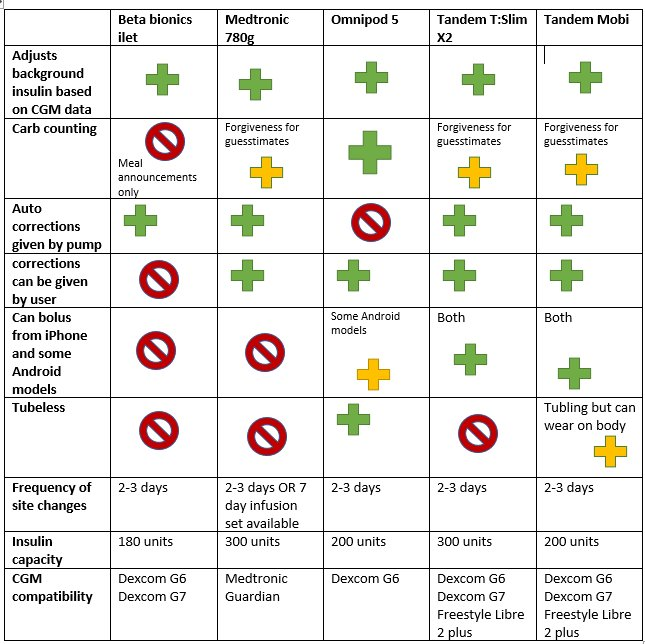 Beta bionics
ilet
Medtronic
780g
Omnipod 5
Tandem T:Slim
X2
Tandem Mobi
Adjusts
background
insulin based
on CGM data
Carb counting
Meal
announcements
only
Forgiveness for
guesstimates
Forgiveness for
guesstimates
Forgiveness for
guesstimates
Auto
corrections
given by pump
corrections
can be given
by user
Can bolus
from iPhone
and some
Android
models
Some Android
models
Both
Both
Tubeless
Tubling but can
wear on body
Frequency of
site changes
2-3 days
2-3 days OR 7
day infusion
set available
2-3 days
2-3 days
2-3 days
Insulin
capacity
180 units
300 units
200 units
300 units
200 units
CGM
compatibility
Dexcom G6
Dexcom G7
Medtronic
Guardian
Dexcom G6
Dexcom G6
Dexcom G7
Freestyle Libre
2 plus
Dexcom G6
Dexcom G7
Freestyle Libre
2 plus